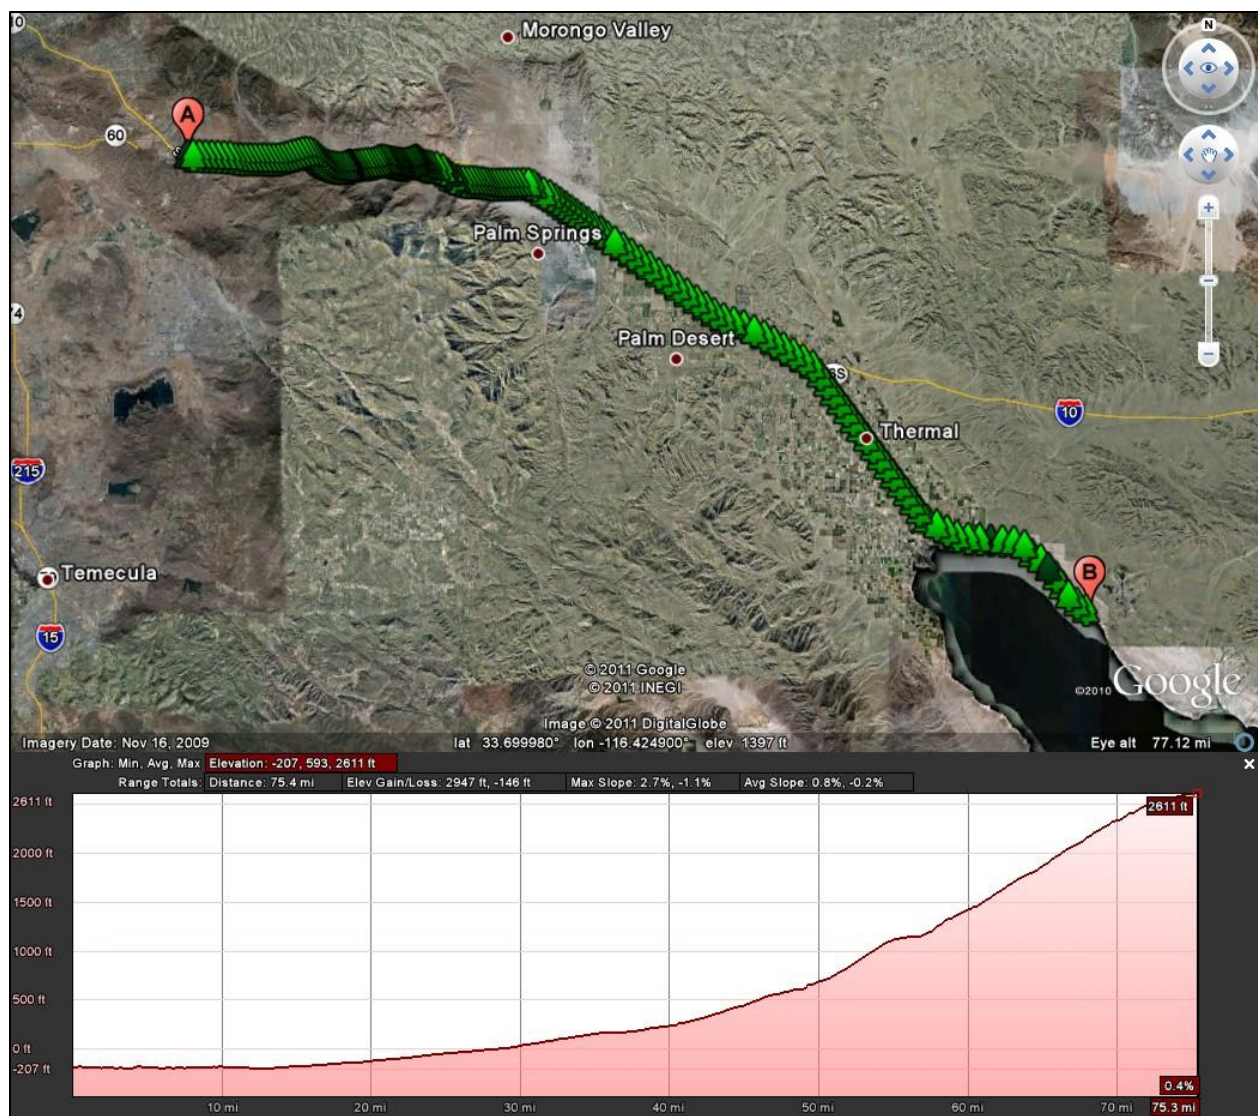 N
Morongo Valley
10
A
60
Palm Springs
74
Palm Desert
10
Thermal
215
B
Temecula
15
© 2011 Google
© 2011 INEGI
©2010 Google
Image © 2011 DigitalGlobe
Imagery Date: Nov 16, 2009 lat 33.699980° lon -116.424900° elev 1397 ft Eye alt 77.12 mi
Graph: Min, Avg, Max Elevation: -207, 593, 2611 ft
Range Totals: Distance: 75.4 mi Elev Gain/Loss: 2947 ft, -146 ft Max Slope: 2.7%, -1.1% Avg Slope: 0.8%, -0.2%
2611 ft
2611 ft
2000 ft
1500 ft
1000 ft
500 ft
0 ft
-207 ft
0.4%
10 mi 20 mi 30 mi 40 mi 50 mi 60 mi 70 mi 75.3 mi